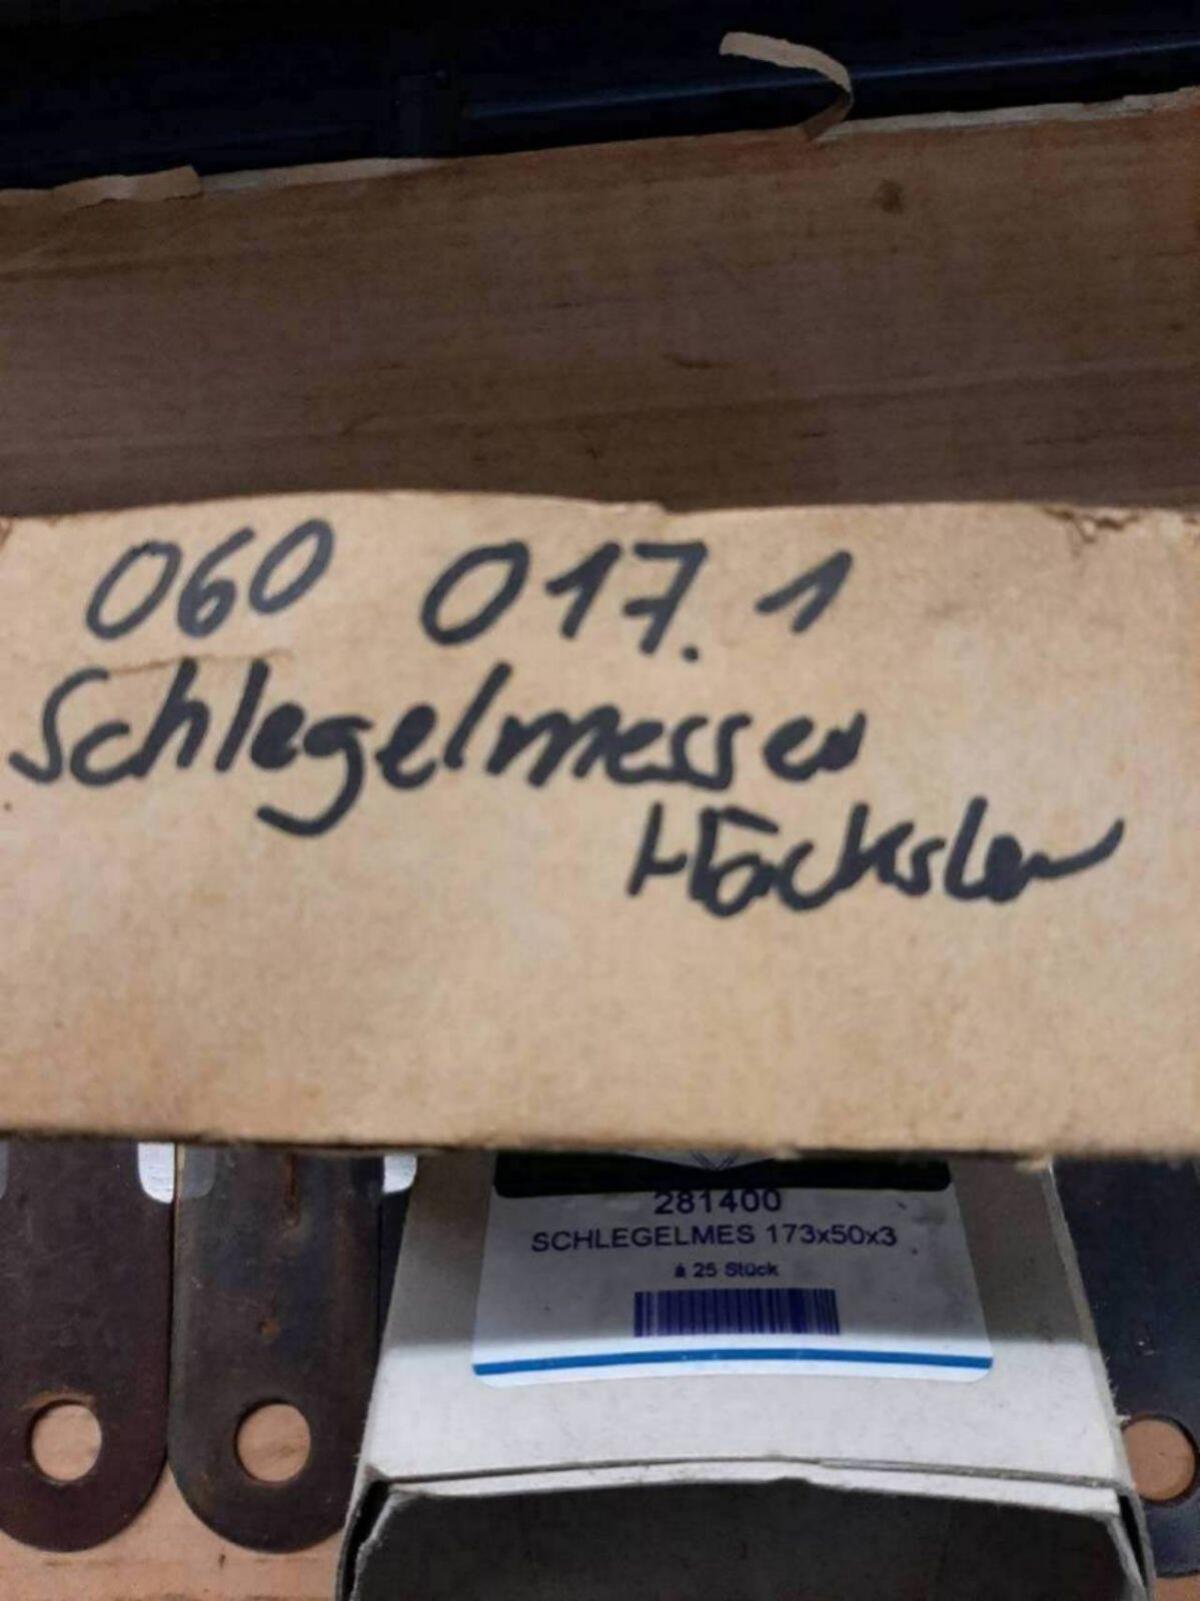 060 017.1
Schlegelmesser
Häcksler
281400
SCHLEGELMES 173x50x3
à 25 Stück